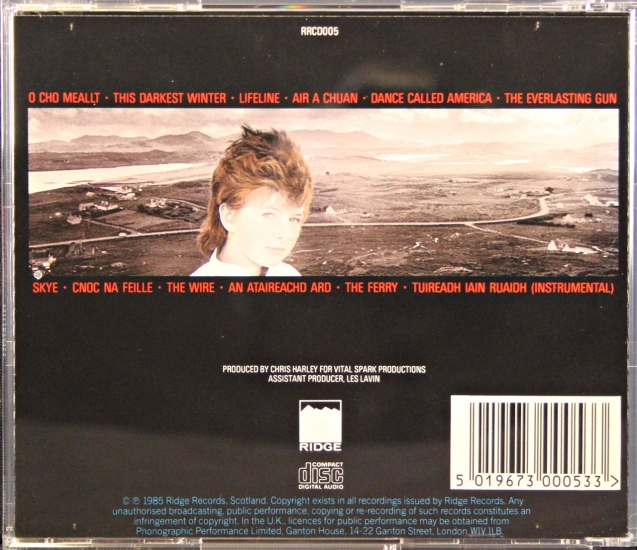 RRCD005
O CHO MEALLT · THIS DARKEST WINTER · LIFELINE · AIR A CHUAN · DANCE CALLED AMERICA · THE EVERLASTING GUN
SKYE · CNOC NA FEILLE · THE WIRE · AN ATAIREACHD ARD · THE FERRY · TUIREADH IAIN RUAIDH (INSTRUMENTAL)
PRODUCED BY CHRIS HARLEY FOR VITAL SPARK PRODUCTIONS
ASSISTANT PRODUCER, LES LAVIN
RIDGE
COMPACT
disc
DIGITAL AUDIO
5 019673 000533 >
© ℗ 1985 Ridge Records, Scotland. Copyright exists in all recordings issued by Ridge Records. Any
unauthorised broadcasting, public performance, copying or re-recording of such records constitutes an
infringement of copyright. In the U.K., licences for public performance may be obtained from
Phonographic Performance Limited, Ganton House, 14-22 Ganton Street, London W1V 1LB.